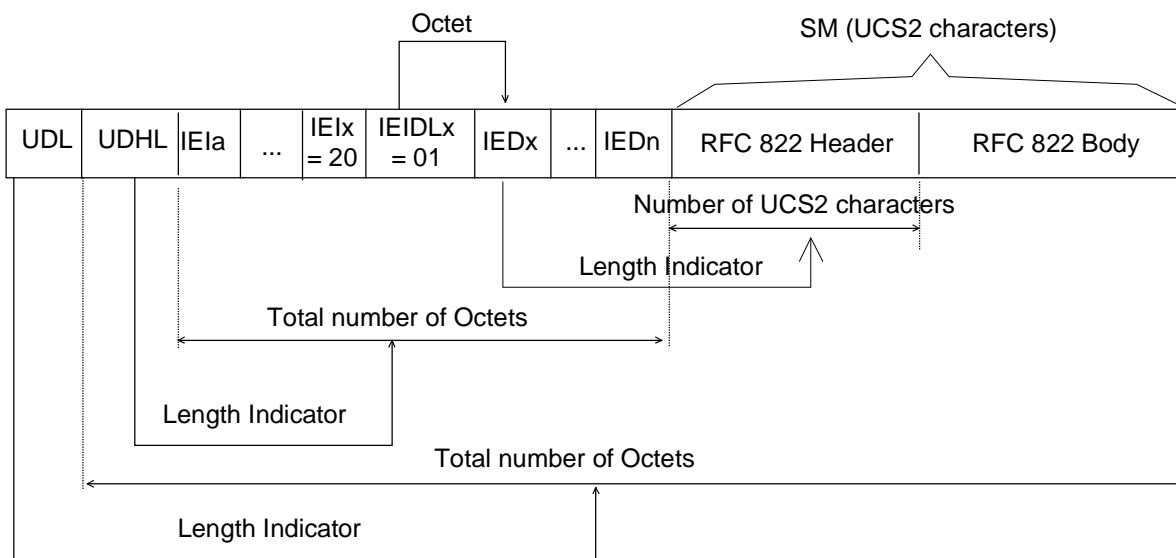 Octet
SM (UCS2 characters)
UDL UDHL IEIa ... IEIx = 20 IEIDLx = 01 IEDx ... IEDn RFC 822 Header RFC 822 Body
Number of UCS2 characters
Length Indicator
Total number of Octets
Length Indicator
Total number of Octets
Length Indicator